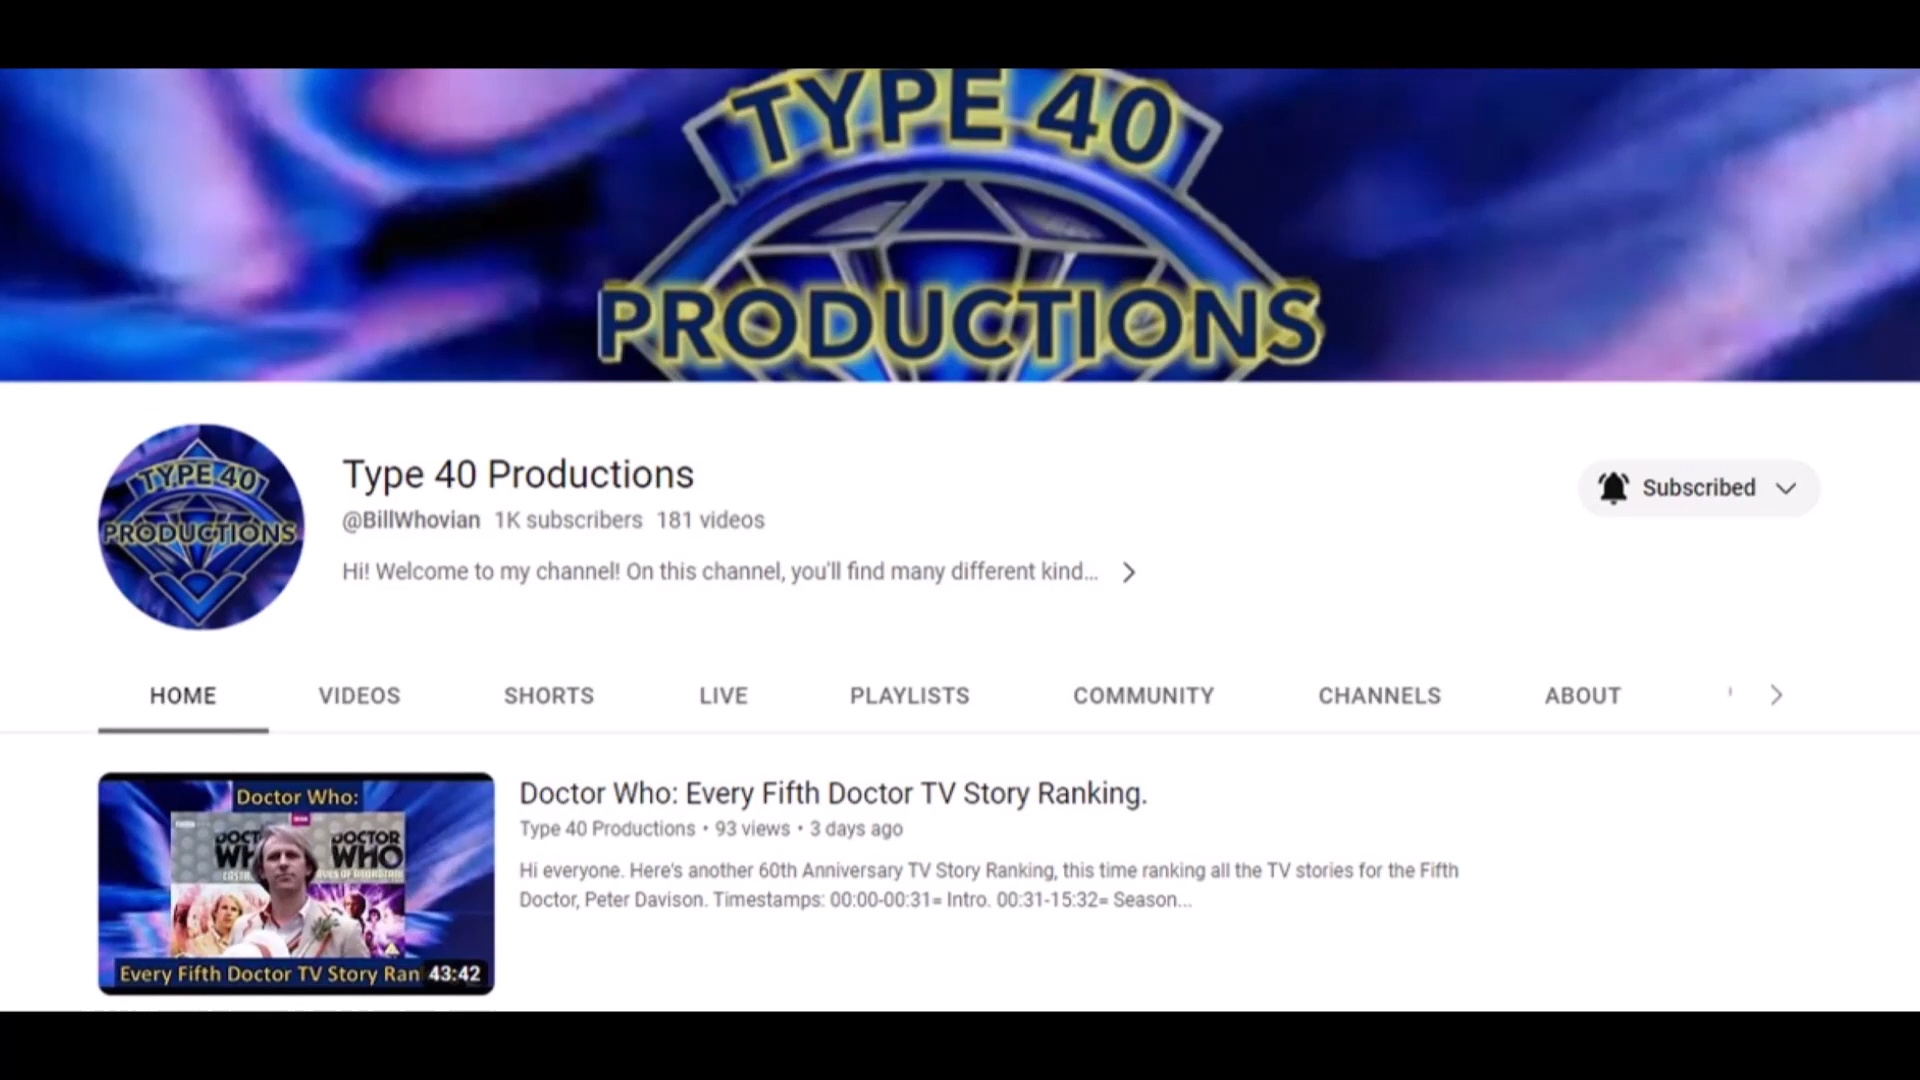 TYPE 40
PRODUCTIONS
TYPE 40
PRODUCTIONS
Type 40 Productions
@BillWhovian 1K subscribers 181 videos
Hi! Welcome to my channel! On this channel, you'll find many different kind...
Subscribed
HOME VIDEOS SHORTS LIVE PLAYLISTS COMMUNITY CHANNELS ABOUT
Doctor Who:
DOCTOR
WHO
Every Fifth Doctor TV Story Ran
43:42
Doctor Who: Every Fifth Doctor TV Story Ranking.
Type 40 Productions • 93 views • 3 days ago
Hi everyone. Here's another 60th Anniversary TV Story Ranking, this time ranking all the TV stories for the Fifth
Doctor, Peter Davison. Timestamps: 00:00-00:31= Intro. 00:31-15:32= Season...